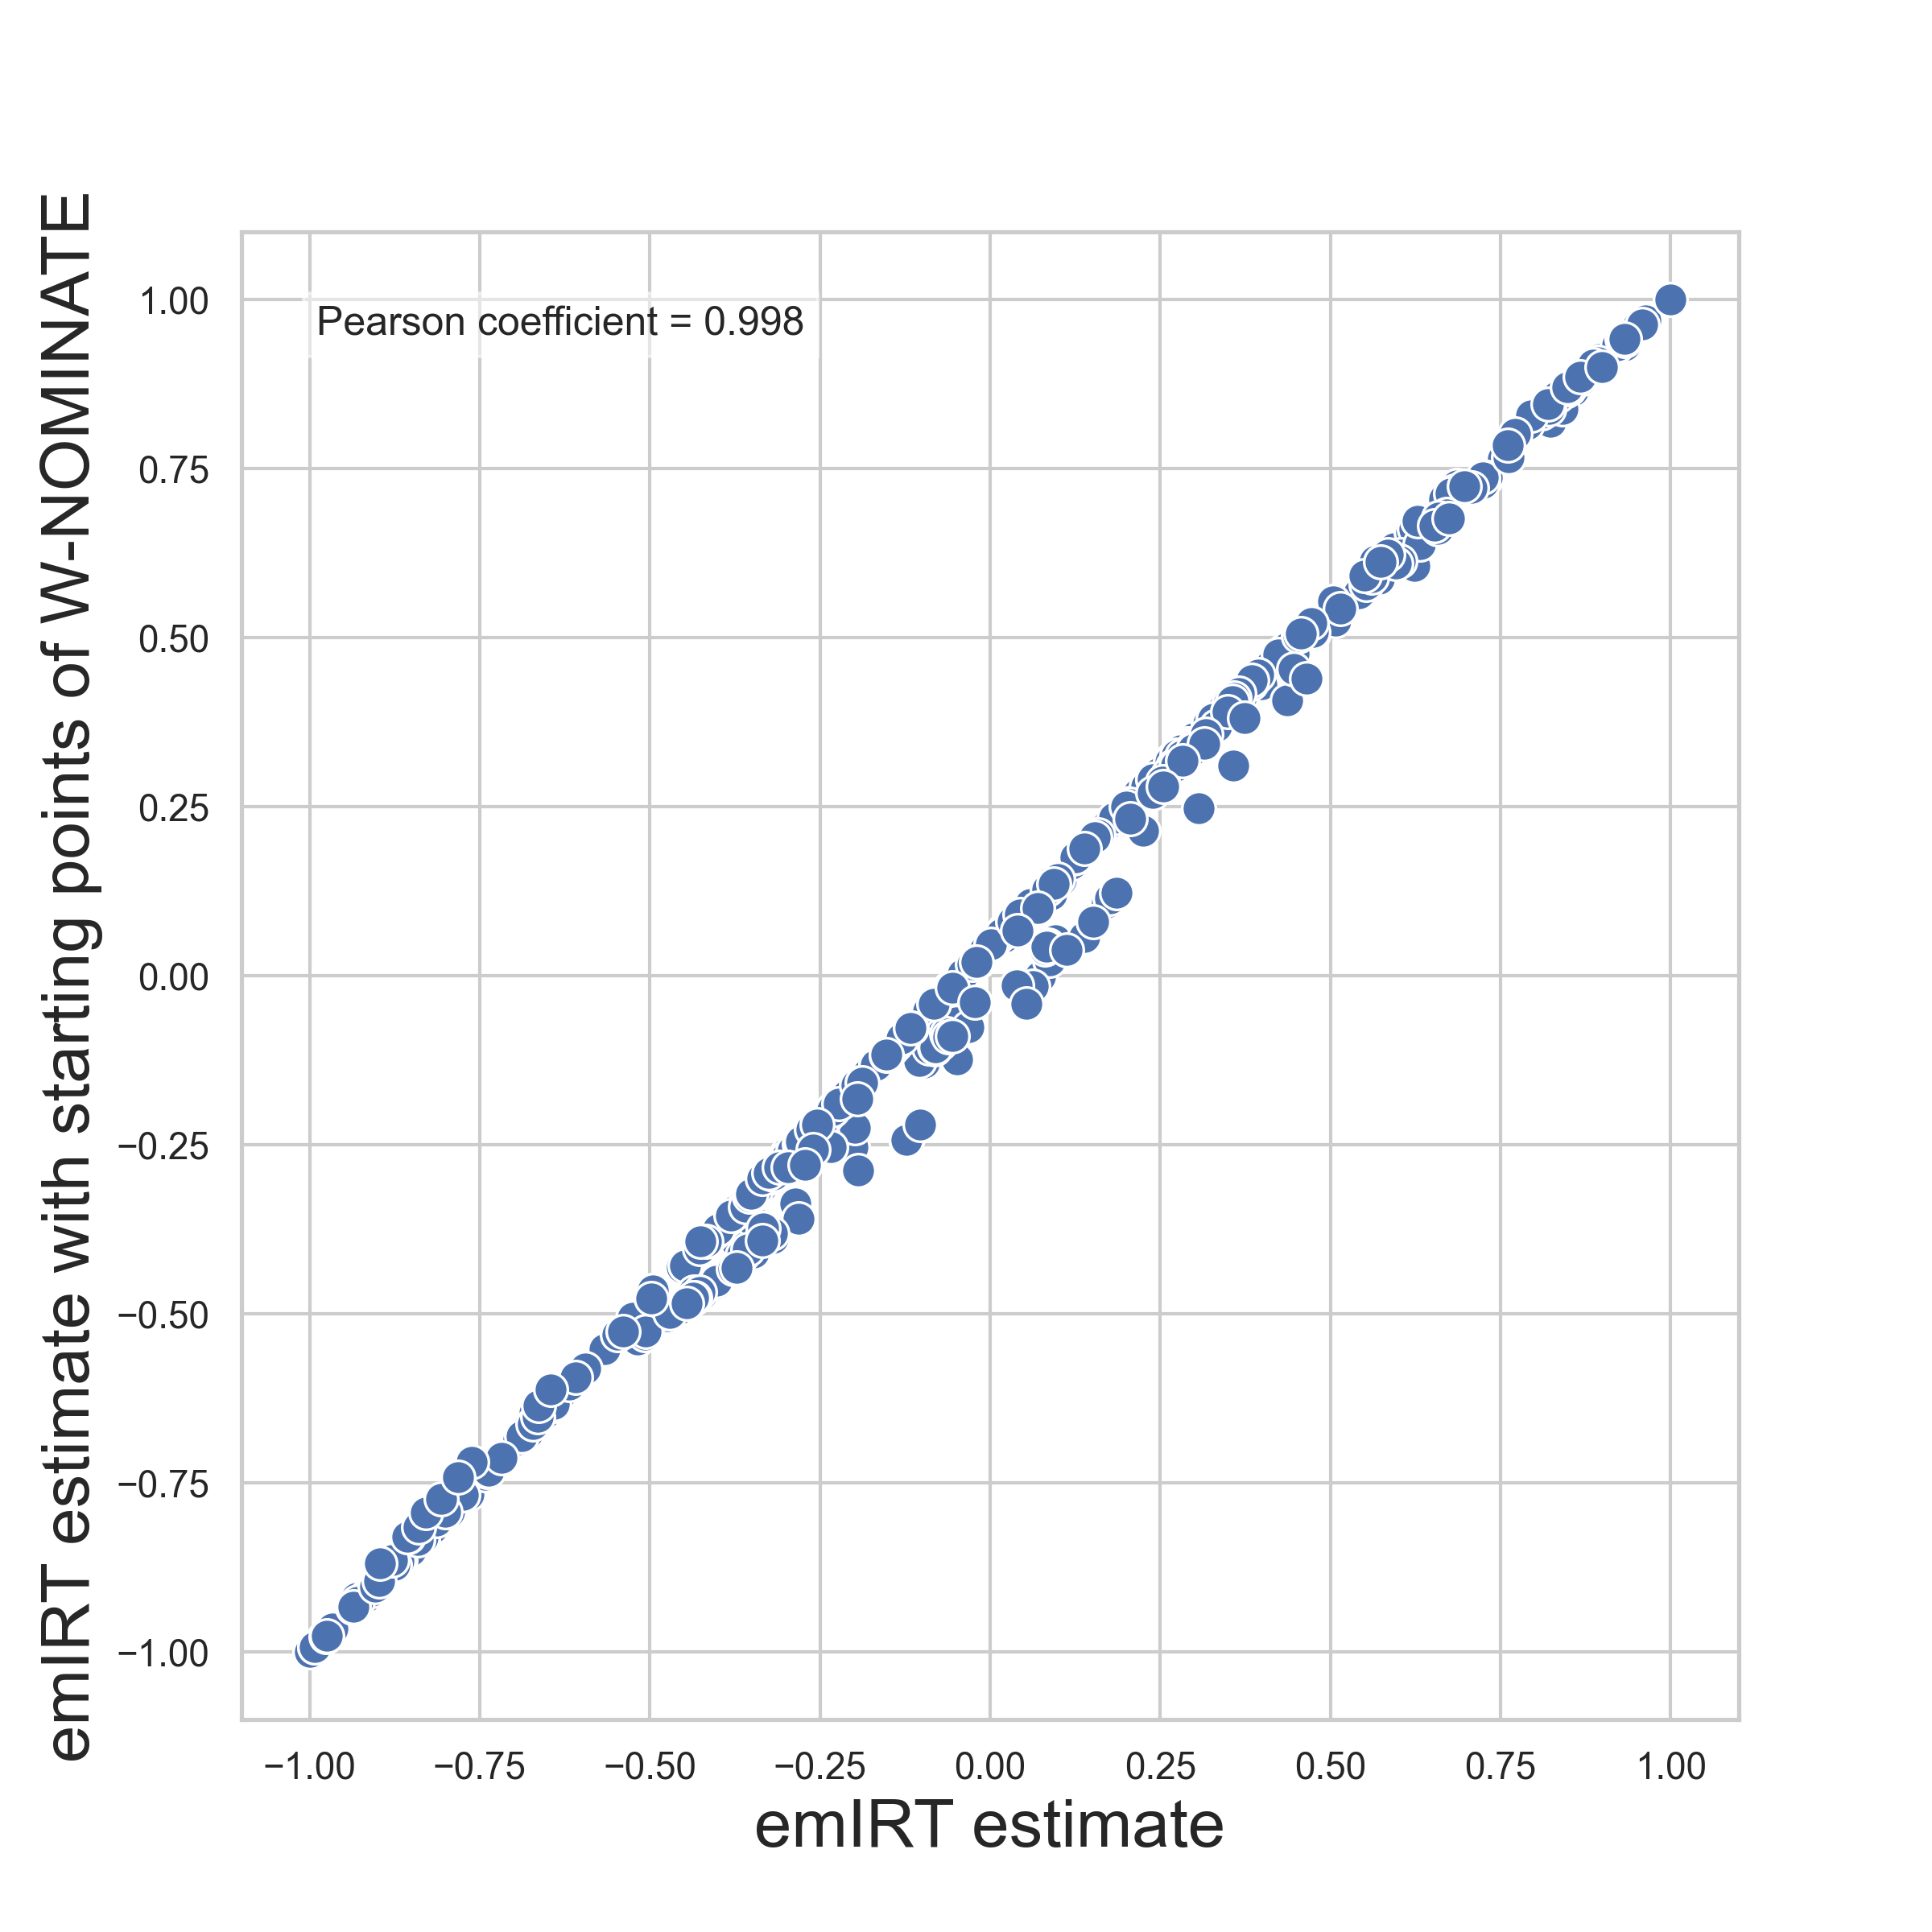 emIRT estimate with starting points of W-NOMINATE
1.00
0.75
0.50
0.25
0.00
−0.25
−0.50
−0.75
−1.00
Pearson coefficient = 0.998
−1.00 −0.75 −0.50 −0.25 0.00 0.25 0.50 0.75 1.00
emIRT estimate